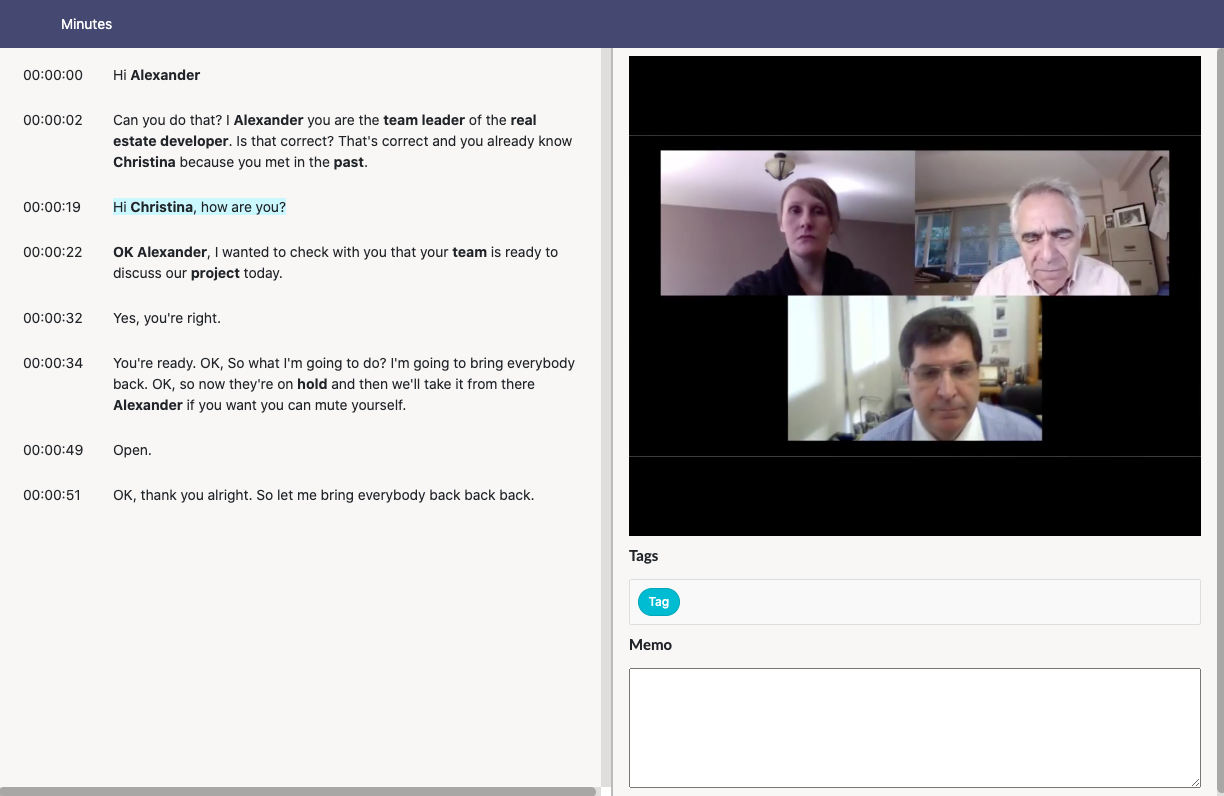 Minutes
00:00:00 Hi Alexander
00:00:02 Can you do that? I Alexander you are the team leader of the real
estate developer. Is that correct? That's correct and you already know
Christina because you met in the past.
00:00:19 Hi Christina, how are you?
00:00:22 OK Alexander, I wanted to check with you that your team is ready to
discuss our project today.
00:00:32 Yes, you're right.
00:00:34 You're ready. OK, So what I'm going to do? I'm going to bring everybody
back. OK, so now they're on hold and then we'll take it from there
Alexander if you want you can mute yourself.
00:00:49 Open.
00:00:51 OK, thank you alright. So let me bring everybody back back back.
Tags
Tag
Memo